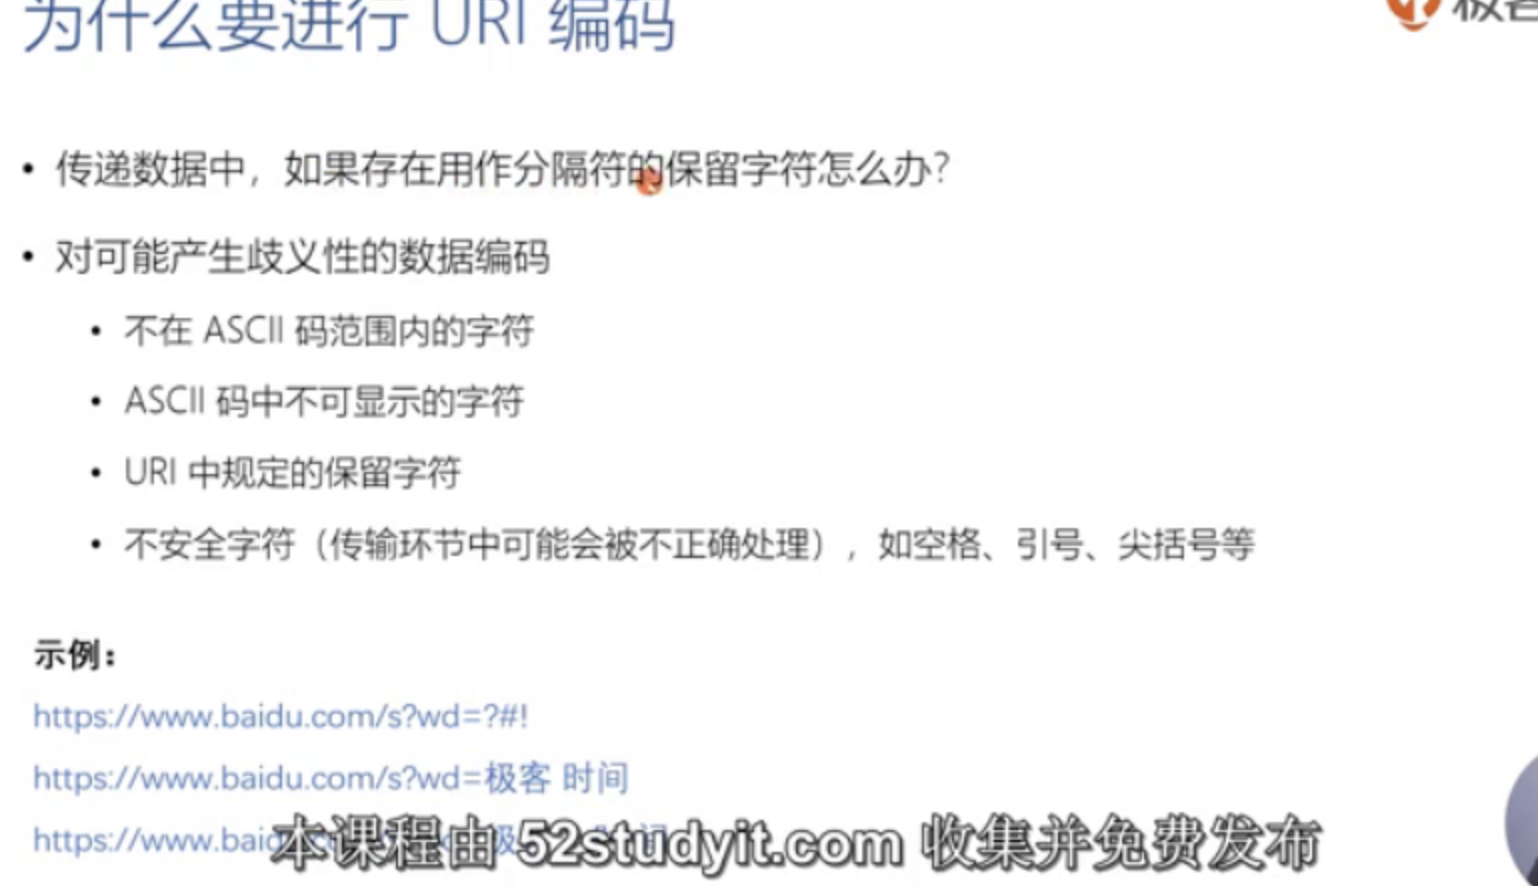 为什么要进行 URI 编码
极客
• 传递数据中，如果存在用作分隔符的保留字符怎么办？
• 对可能产生歧义性的数据编码
• 不在 ASCII 码范围内的字符
• ASCII 码中不可显示的字符
• URI 中规定的保留字符
• 不安全字符（传输环节中可能会被不正确处理），如空格、引号、尖括号等
示例：
https://www.baidu.com/s?wd=?#!
https://www.baidu.com/s?wd=极客 时间
https://www.baid
本课程由 52studyit.com 收集并免费发布